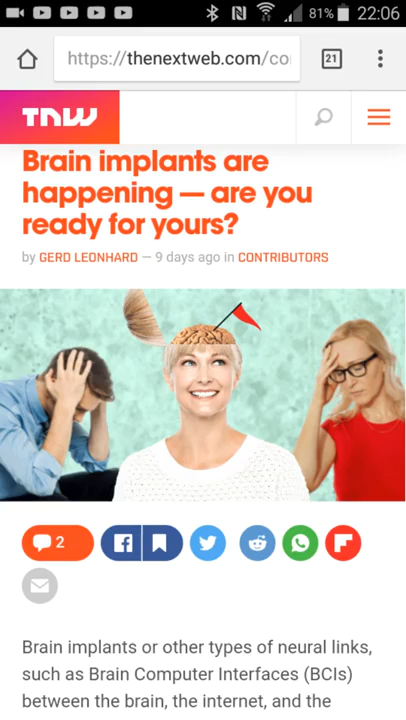 81% 22:06
https://thenextweb.com/co
21
TNW
Brain implants are
happening — are you
ready for yours?
by GERD LEONHARD — 9 days ago in CONTRIBUTORS
2
Brain implants or other types of neural links,
such as Brain Computer Interfaces (BCIs)
between the brain, the internet, and the